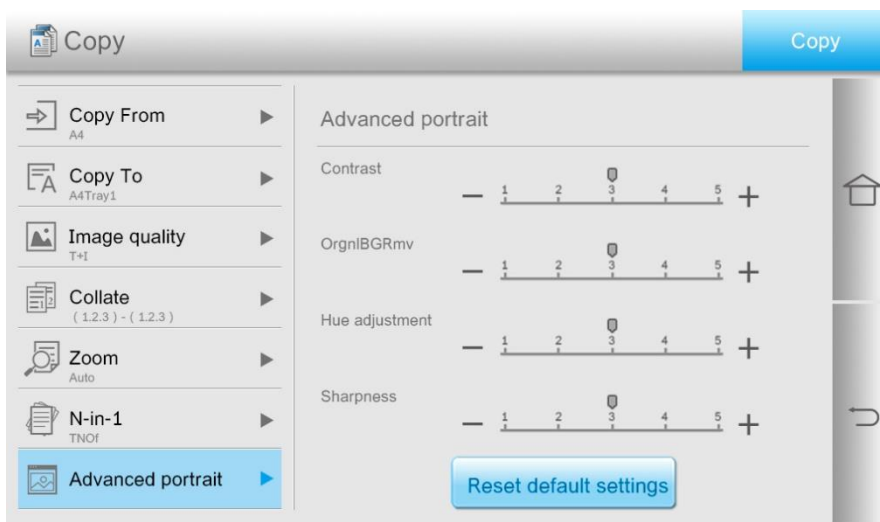 Copy
Copy
Copy From
A4
Copy To
A4Tray1
Image quality
T+I
Collate
( 1.2.3 ) - ( 1.2.3 )
Zoom
Auto
N-in-1
TNOf
Advanced portrait
Advanced portrait
Contrast
− 1 2 3 4 5 +
OrgnlBGRmv
− 1 2 3 4 5 +
Hue adjustment
− 1 2 3 4 5 +
Sharpness
− 1 2 3 4 5 +
Reset default settings